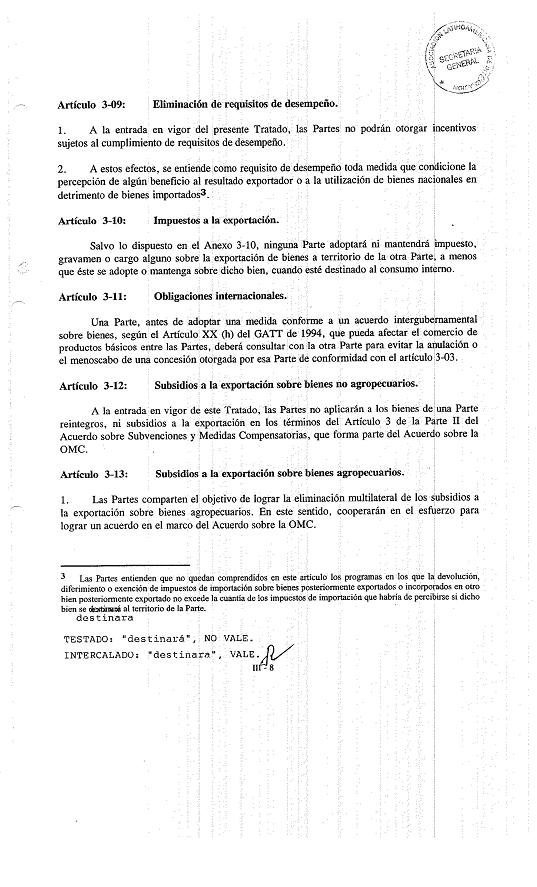 ASOCIACION LATINOAMERICANA DE
SECRETARIA
GENERAL
Artículo 3-09: Eliminación de requisitos de desempeño.
1. A la entrada en vigor del presente Tratado, las Partes no podrán otorgar incentivos
sujetos al cumplimiento de requisitos de desempeño.
2. A estos efectos, se entiende como requisito de desempeño toda medida que condicione la
percepción de algún beneficio al resultado exportador o a la utilización de bienes nacionales en
detrimento de bienes importados3.
Artículo 3-10: Impuestos a la exportación.
Salvo lo dispuesto en el Anexo 3-10, ninguna Parte adoptará ni mantendrá impuesto,
gravamen o cargo alguno sobre la exportación de bienes a territorio de la otra Parte, a menos
que éste se adopte o mantenga sobre dicho bien, cuando esté destinado al consumo interno.
Artículo 3-11: Obligaciones internacionales.
Una Parte, antes de adoptar una medida conforme a un acuerdo intergubernamental
sobre bienes, según el Artículo XX (h) del GATT de 1994, que pueda afectar el comercio de
productos básicos entre las Partes, deberá consultar con la otra Parte para evitar la anulación o
el menoscabo de una concesión otorgada por esa Parte de conformidad con el artículo 3-03.
Artículo 3-12: Subsidios a la exportación sobre bienes no agropecuarios.
A la entrada en vigor de este Tratado, las Partes no aplicarán a los bienes de una Parte
reintegros, ni subsidios a la exportación en los términos del Artículo 3 de la Parte II del
Acuerdo sobre Subvenciones y Medidas Compensatorias, que forma parte del Acuerdo sobre la
OMC.
Artículo 3-13: Subsidios a la exportación sobre bienes agropecuarios.
1. Las Partes comparten el objetivo de lograr la eliminación multilateral de los subsidios a
la exportación sobre bienes agropecuarios. En este sentido, cooperarán en el esfuerzo para
lograr un acuerdo en el marco del Acuerdo sobre la OMC.
3 Las Partes entienden que no quedan comprendidos en este artículo los programas en los que la devolución,
diferimiento o exención de impuestos de importación sobre bienes posteriormente exportados o incorporados en otro
bien posteriormente exportado no excede la cuantía de los impuestos de importación que habría de percibirse si dicho
bien se destinará al territorio de la Parte.
destinara
TESTADO: "destinará", NO VALE.
INTERCALADO: "destinara", VALE.
III - 8